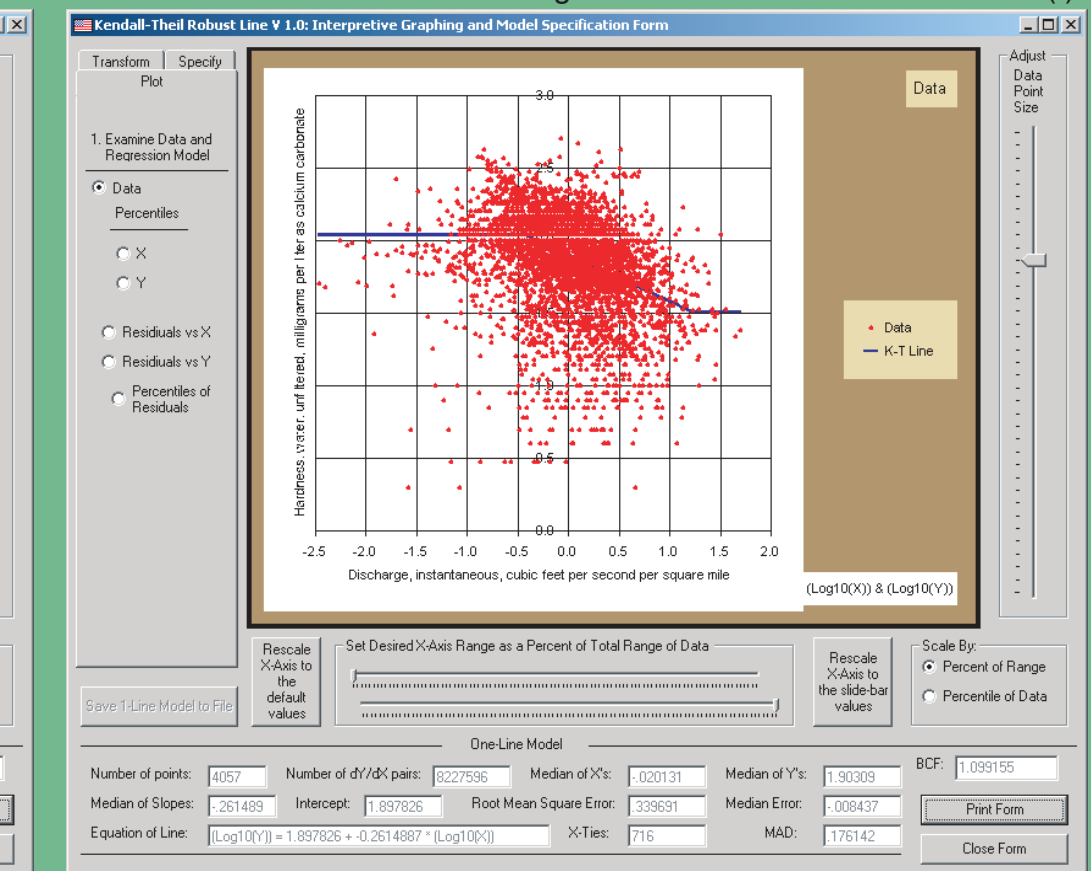 Kendall-Theil Robust Line V 1.0: Interpretive Graphing and Model Specification Form
Transform Specify
Plot
1. Examine Data and
Regression Model
Data
Percentiles
X
Y
Residiuals vs X
Residiuals vs Y
Percentiles of
Residuals
Save 1-Line Model to File
Hardness, water, unfiltered, milligrams per liter as calcium carbonate
3.0
2.5
1.0
0.5
0.0
-2.5 -2.0 -1.5 -1.0 -0.5 0.0 0.5 1.0 1.5 2.0
Discharge, instantaneous, cubic feet per second per square mile
Data
Data
K-T Line
(Log10(X)) & (Log10(Y))
Adjust
Data
Point
Size
Rescale
X-Axis to
the
default
values
Set Desired X-Axis Range as a Percent of Total Range of Data
Rescale
X-Axis to
the slide-bar
values
Scale By:
Percent of Range
Percentile of Data
One-Line Model
Number of points: 4057 Number of dY/dX pairs: 8227596 Median of X's: -.020131 Median of Y's: 1.90309 BCF: 1.099155
Median of Slopes: -.261489 Intercept: 1.897826 Root Mean Square Error: .339691 Median Error: -.008437 Print Form
Equation of Line: (Log10(Y)) = 1.897826 + -0.2614887 * (Log10(X)) X-Ties: 716 MAD: .176142 Close Form